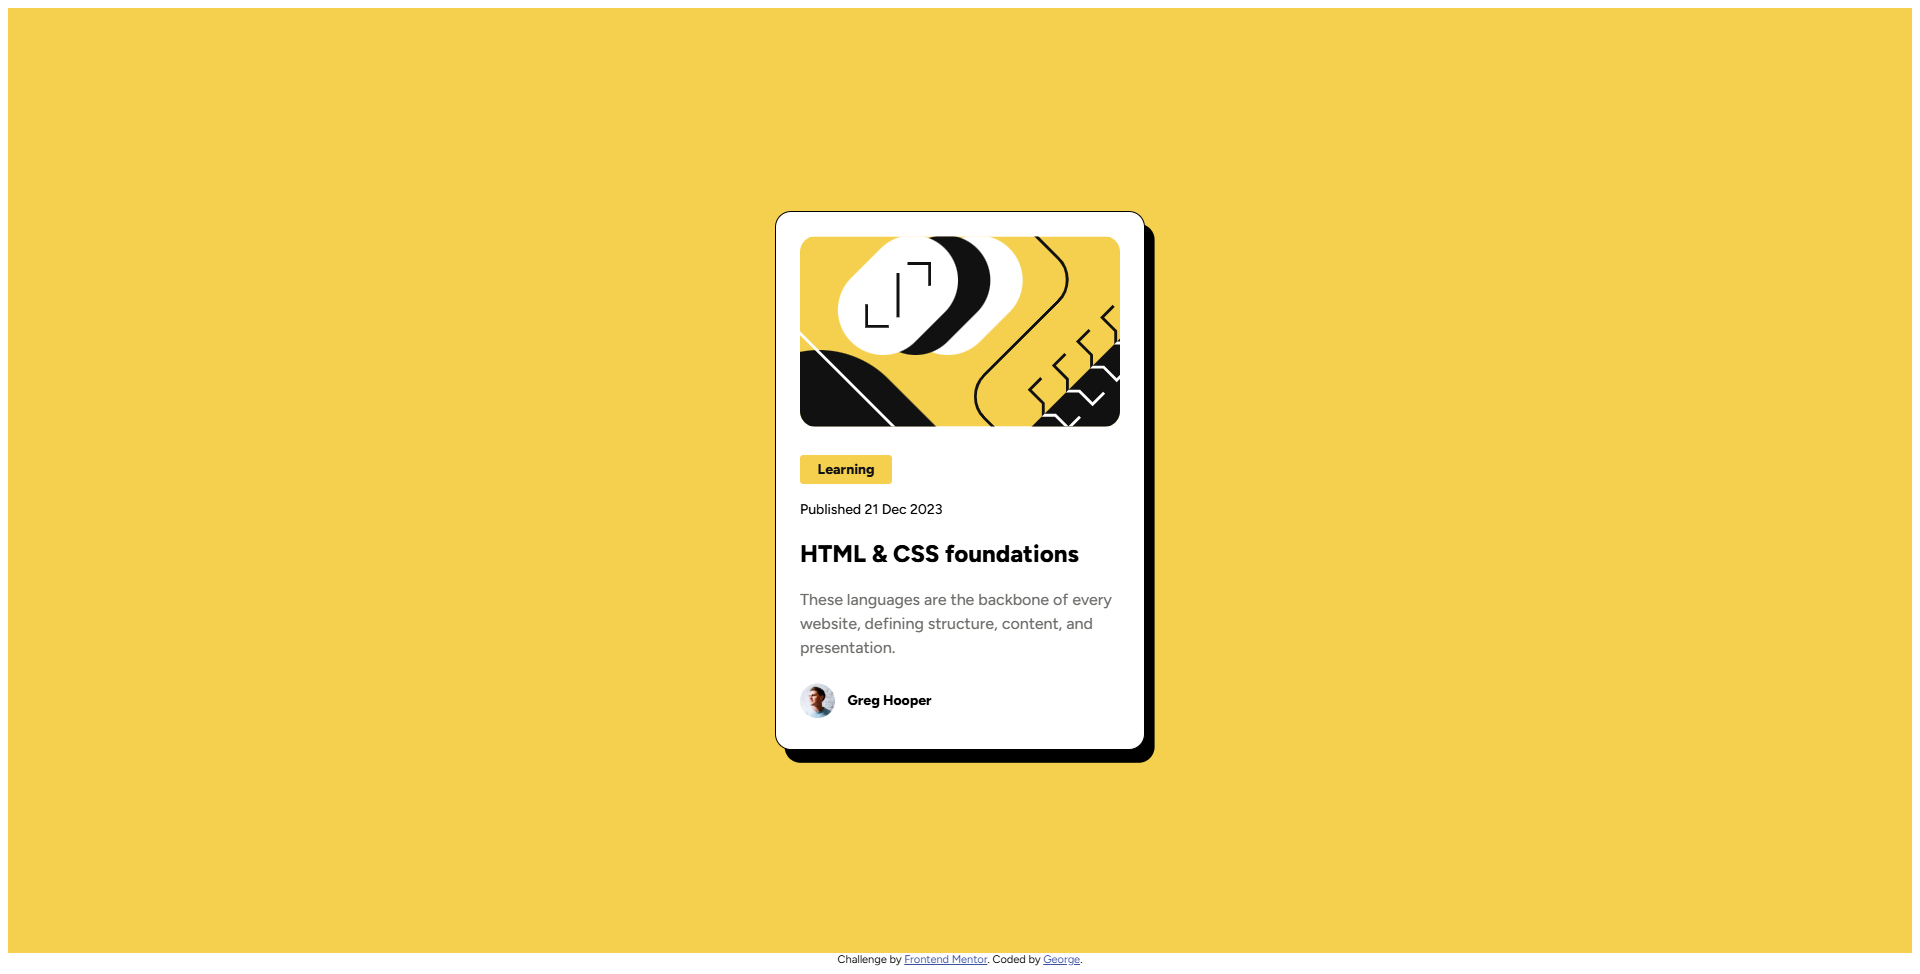 Learning
Published 21 Dec 2023
HTML & CSS foundations
These languages are the backbone of every
website, defining structure, content, and
presentation.
Greg Hooper
Challenge by Frontend Mentor. Coded by George.